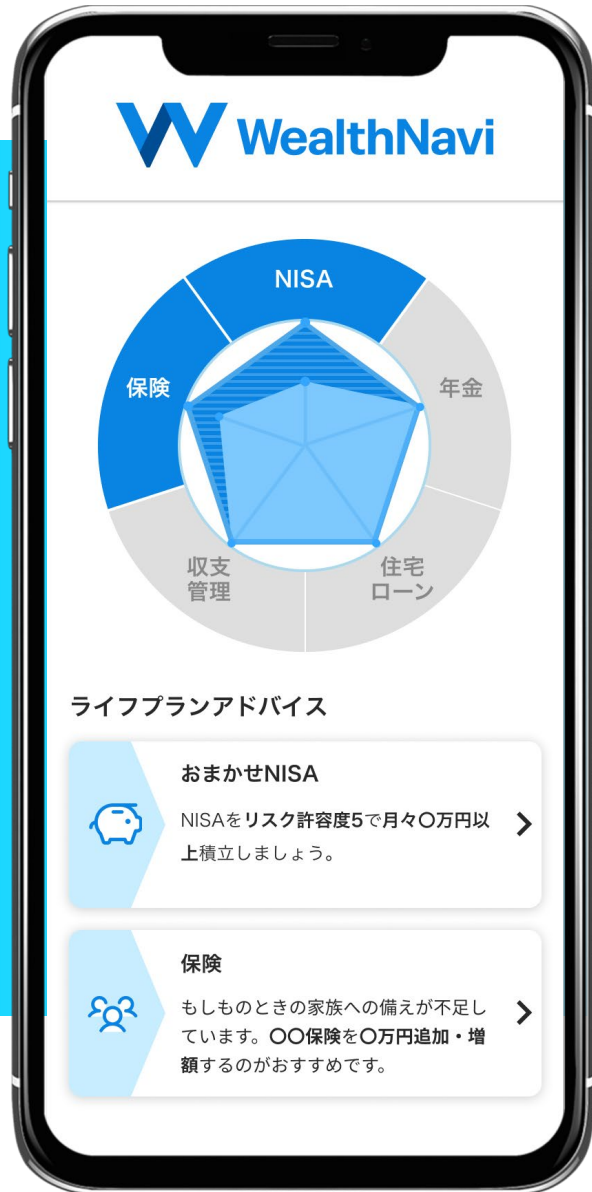 WealthNavi
NISA
保険
年金
収支
管理
住宅
ローン
ライフプランアドバイス
おまかせNISA
NISAをリスク許容度5で月々〇万円以
上積立しましょう。
保険
もしものときの家族への備えが不足し
ています。〇〇保険を〇万円追加・増
額するのがおすすめです。